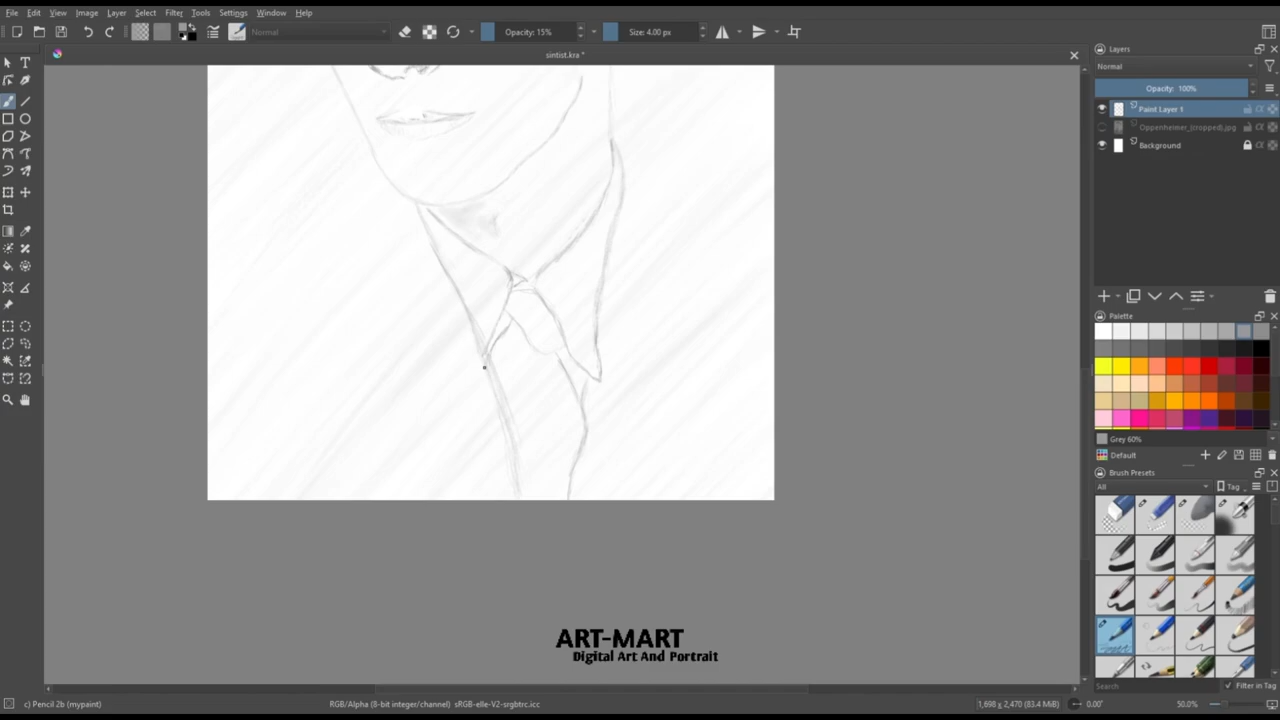 File Edit View Image Layer Select Filter Tools Settings Window Help
Normal
Opacity: 15%
Size: 4.00 px
sintist.kra *
Layers
Normal
Opacity: 100%
Paint Layer 1
Oppenheimer_(cropped).jpg
Background
Palette
Grey 60%
Default
Brush Presets
All
Tag
Search
Filter in Tag
ART-MART
Digital Art And Portrait
c) Pencil 2b (mypaint)
RGB/Alpha (8-bit integer/channel) sRGB-elle-V2-srgbtrc.icc
1,698 x 2,470 (83.4 MiB)
0.00°
50.0%